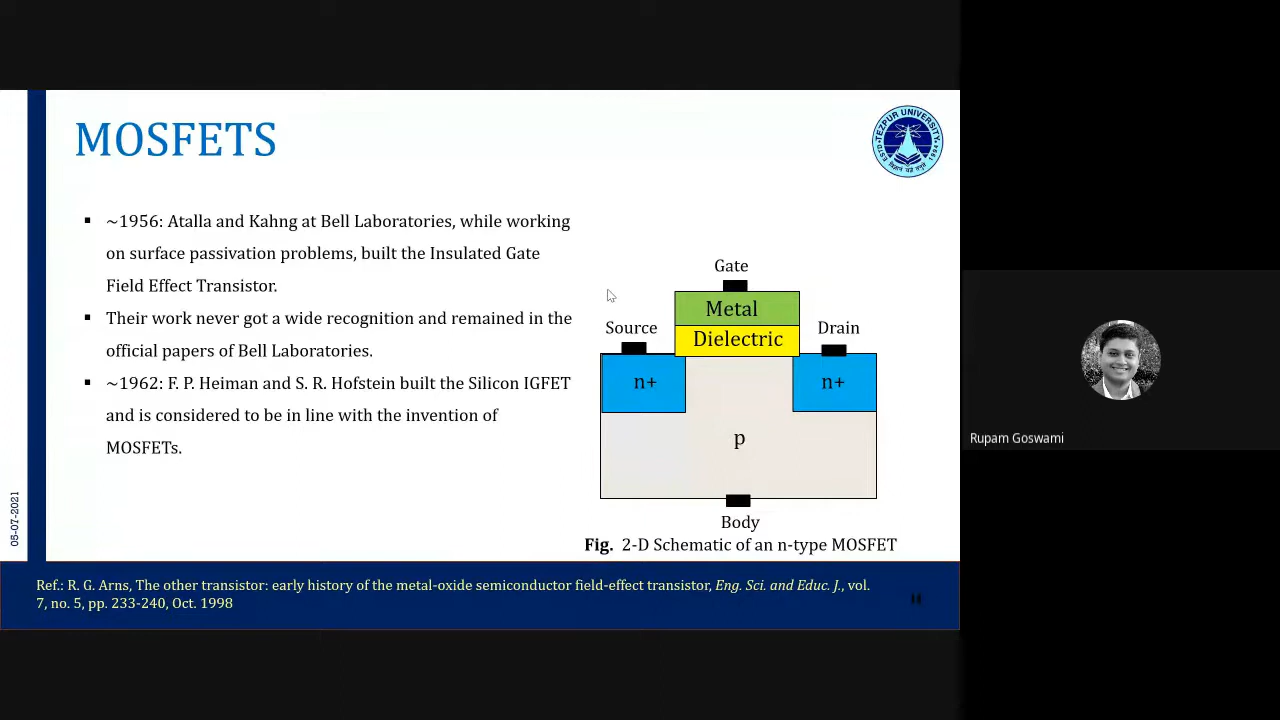 MOSFETS
TEZPUR UNIVERSITY
~1956: Atalla and Kahng at Bell Laboratories, while working
on surface passivation problems, built the Insulated Gate
Field Effect Transistor.
Their work never got a wide recognition and remained in the
official papers of Bell Laboratories.
~1962: F. P. Heiman and S. R. Hofstein built the Silicon IGFET
and is considered to be in line with the invention of
MOSFETs.
Gate
Metal
Source
Dielectric
Drain
n+
n+
p
Body
Fig. 2-D Schematic of an n-type MOSFET
Ref.: R. G. Arns, The other transistor: early history of the metal-oxide semiconductor field-effect transistor, Eng. Sci. and Educ. J., vol.
7, no. 5, pp. 233-240, Oct. 1998
Rupam Goswami